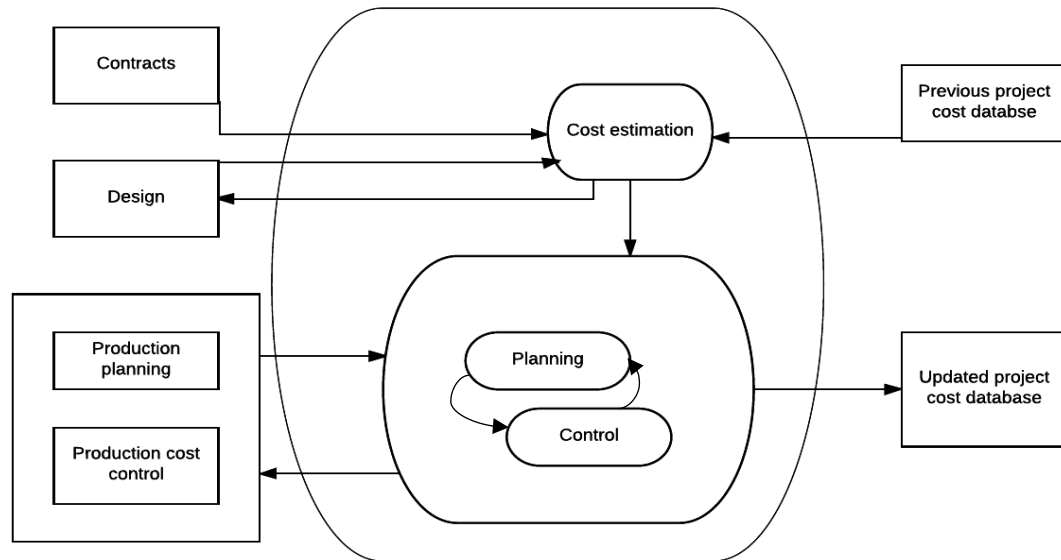 Contracts
Cost estimation
Previous project
cost databse
Design
Production
planning
Planning
Updated project
cost database
Production cost
control
Control